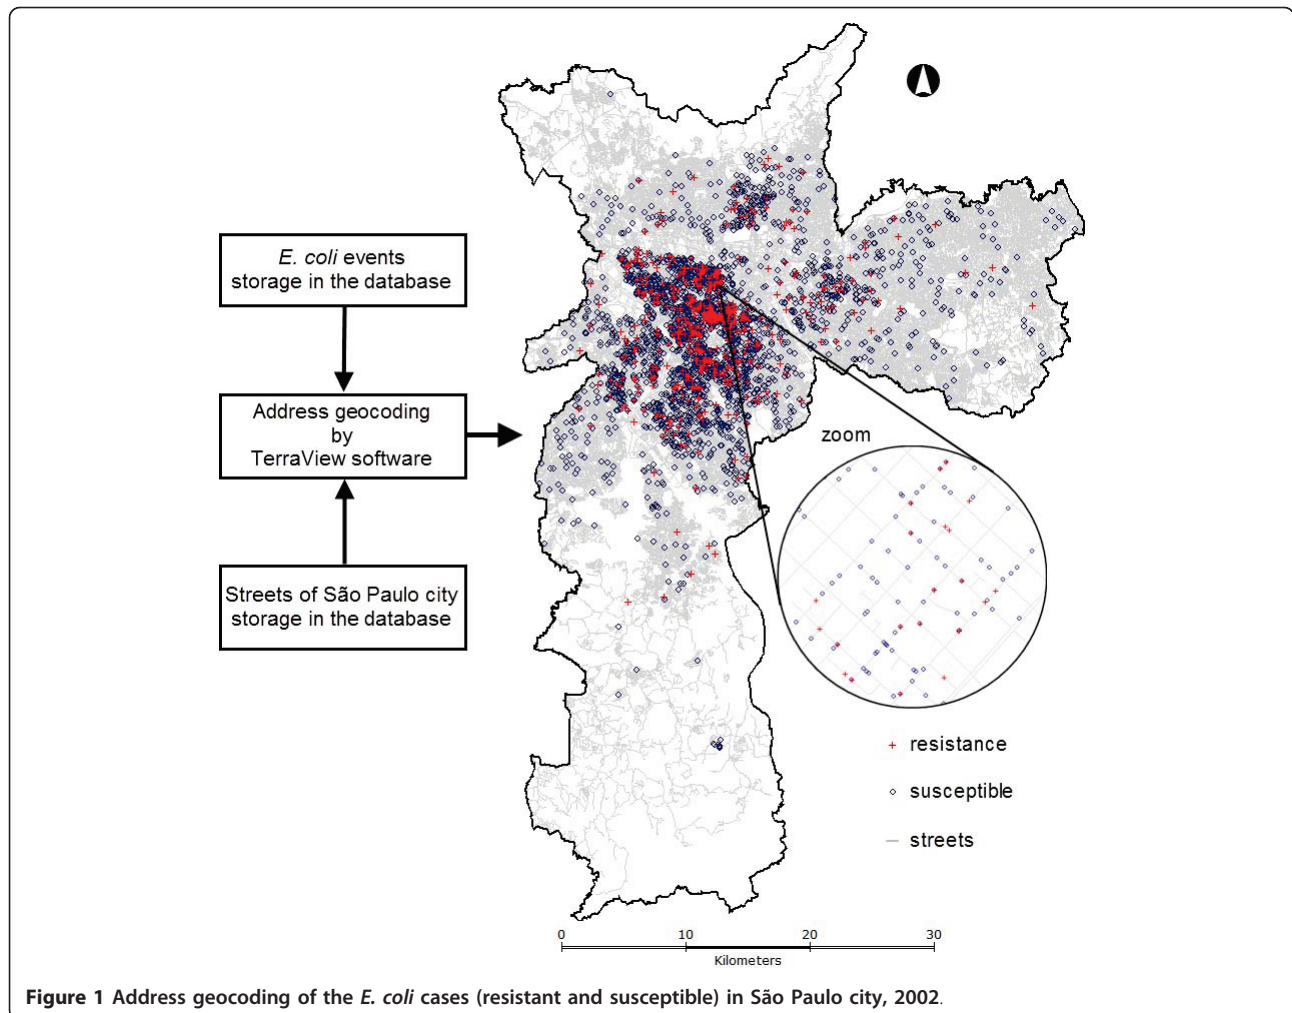 E. coli events
storage in the database
Address geocoding
by
TerraView software
Streets of São Paulo city
storage in the database
zoom
resistance
susceptible
streets
0 10 20 30
Kilometers
Figure 1 Address geocoding of the E. coli cases (resistant and susceptible) in São Paulo city, 2002.